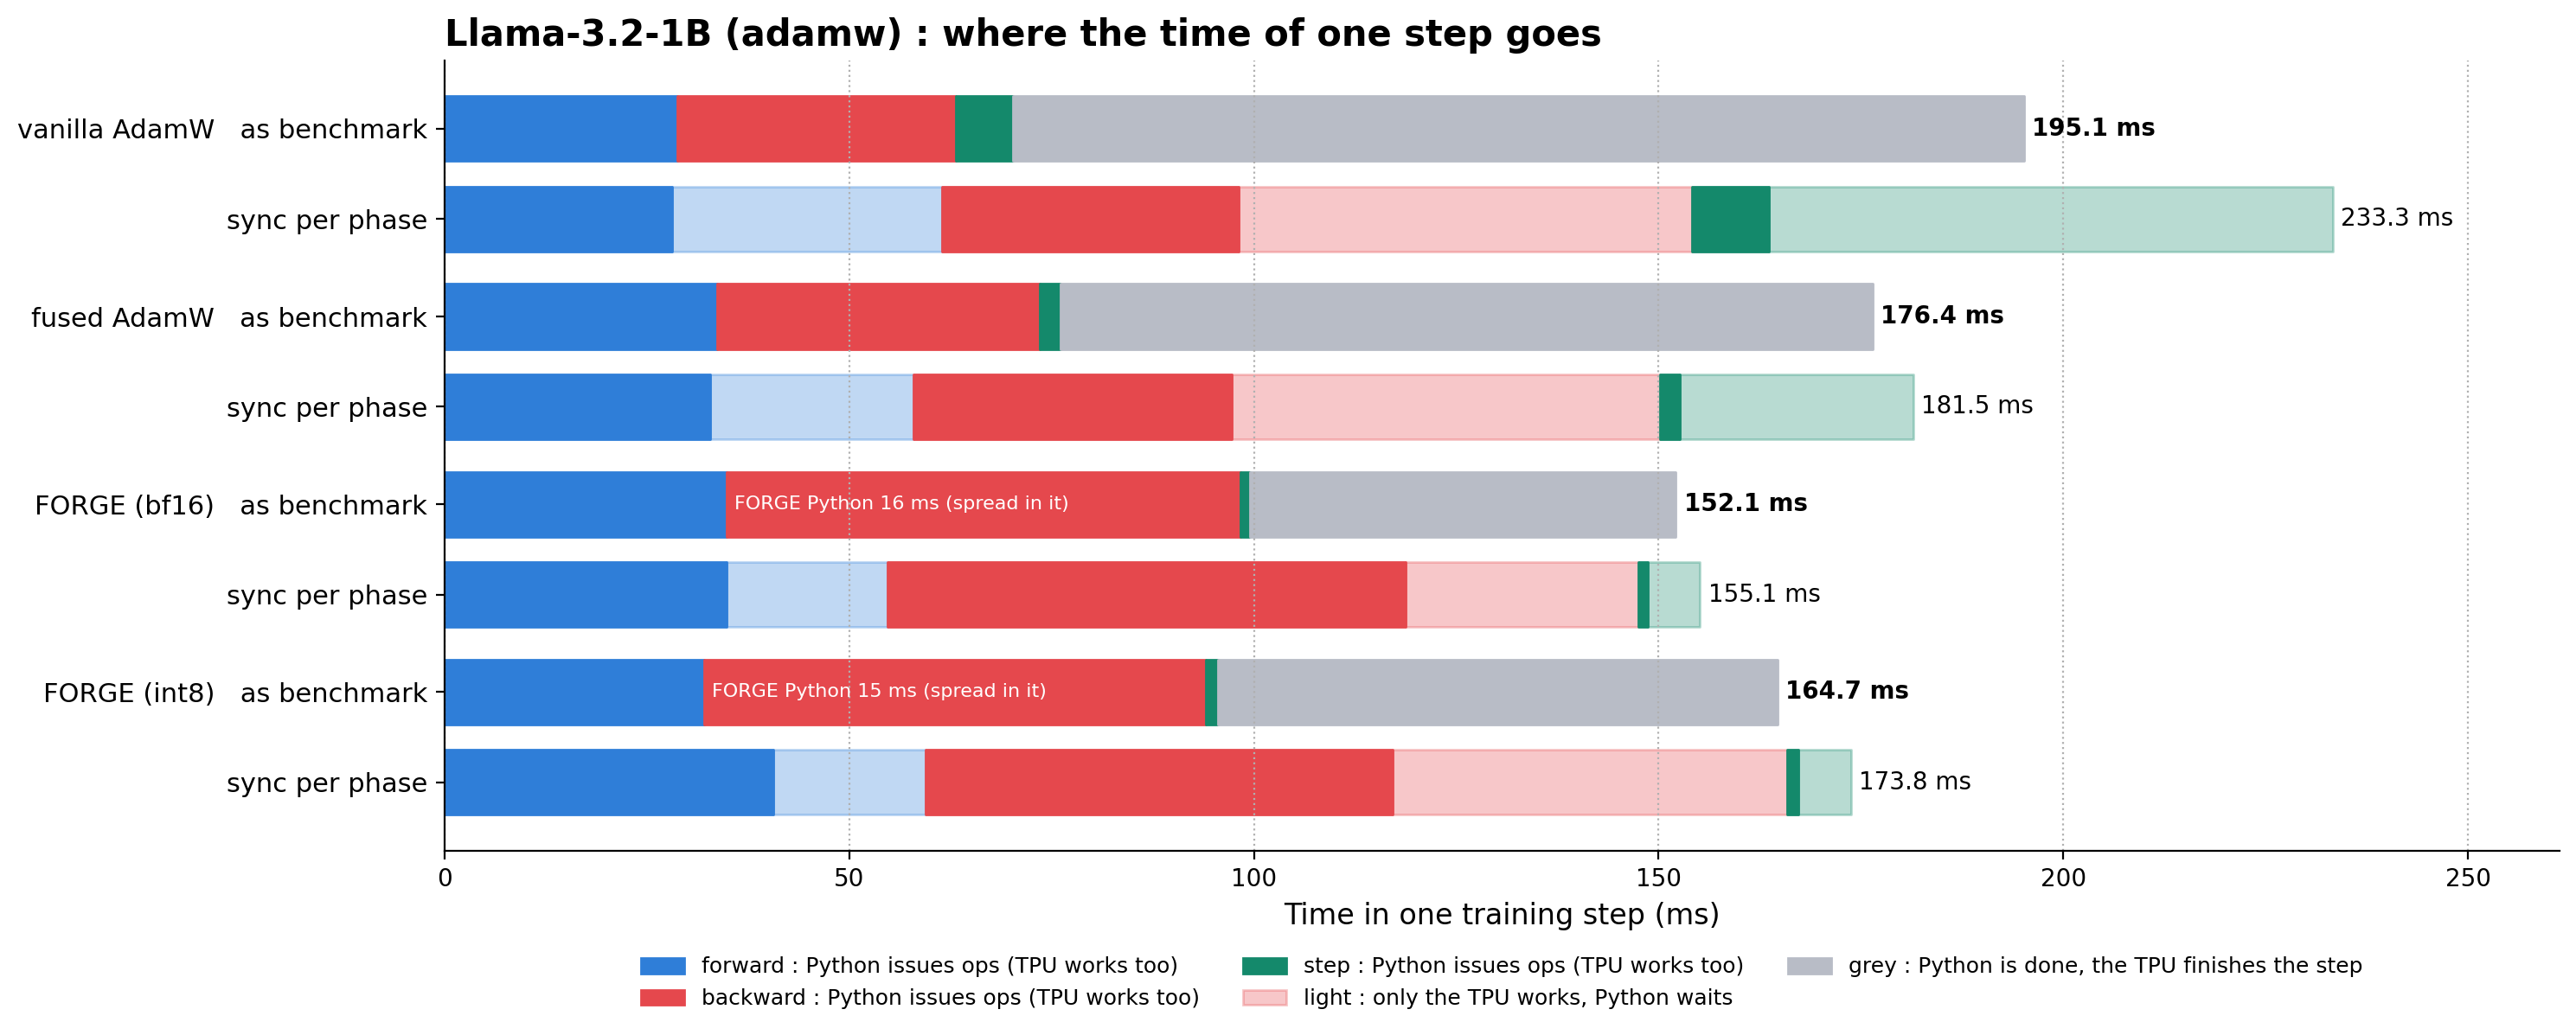 Llama-3.2-1B (adamw) : where the time of one step goes
vanilla AdamW as benchmark
195.1 ms
sync per phase
233.3 ms
fused AdamW as benchmark
176.4 ms
sync per phase
181.5 ms
FORGE (bf16) as benchmark
FORGE Python 16 ms (spread in it)
152.1 ms
sync per phase
155.1 ms
FORGE (int8) as benchmark
FORGE Python 15 ms (spread in it)
164.7 ms
sync per phase
173.8 ms
0 50 100 150 200 250
Time in one training step (ms)
forward : Python issues ops (TPU works too)
backward : Python issues ops (TPU works too)
step : Python issues ops (TPU works too)
light : only the TPU works, Python waits
grey : Python is done, the TPU finishes the step